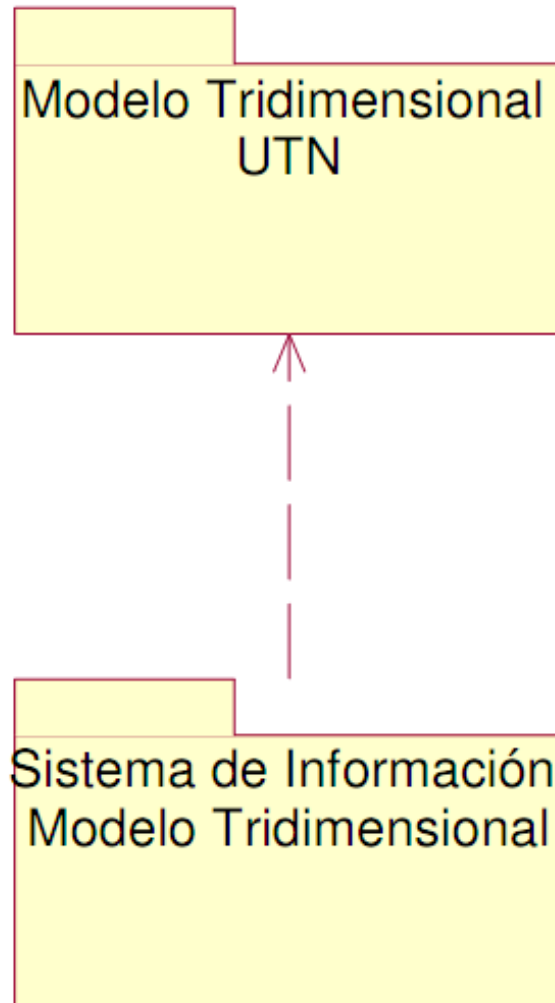 Modelo Tridimensional
UTN
Sistema de Información
Modelo Tridimensional